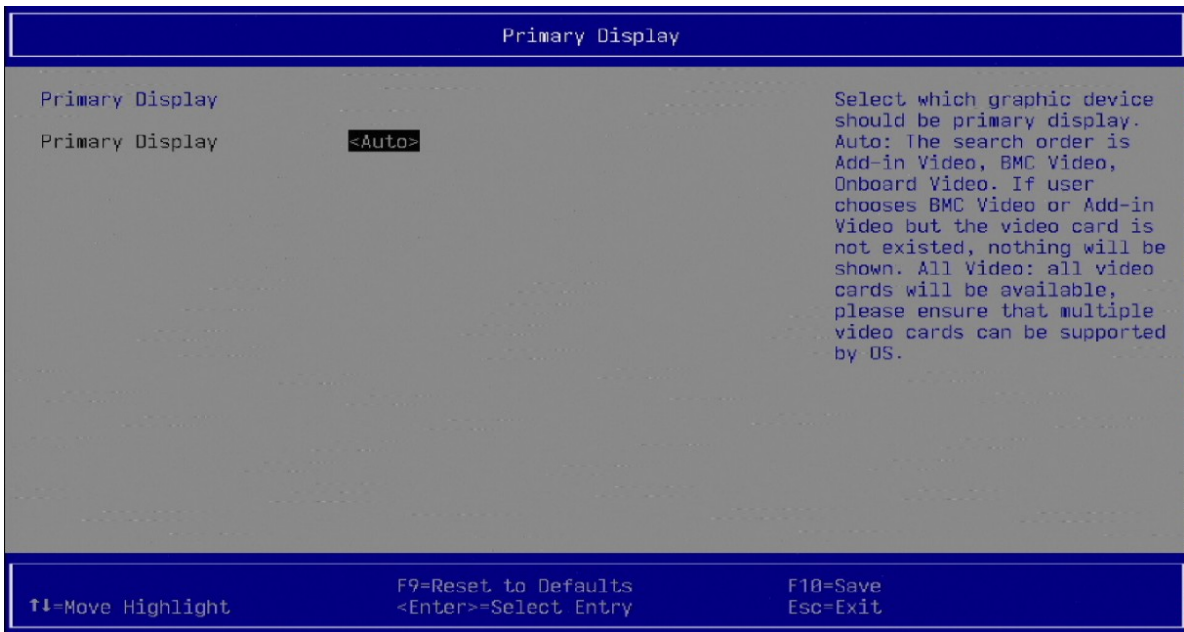 Primary Display
Primary Display
Primary Display <Auto>
Select which graphic device
should be primary display.
Auto: The search order is
Add-in Video, BMC Video,
Onboard Video. If user
chooses BMC Video or Add-in
Video but the video card is
not existed, nothing will be
shown. All Video: all video
cards will be available,
please ensure that multiple
video cards can be supported
by OS.
F9=Reset to Defaults F10=Save
↑↓=Move Highlight <Enter>=Select Entry Esc=Exit